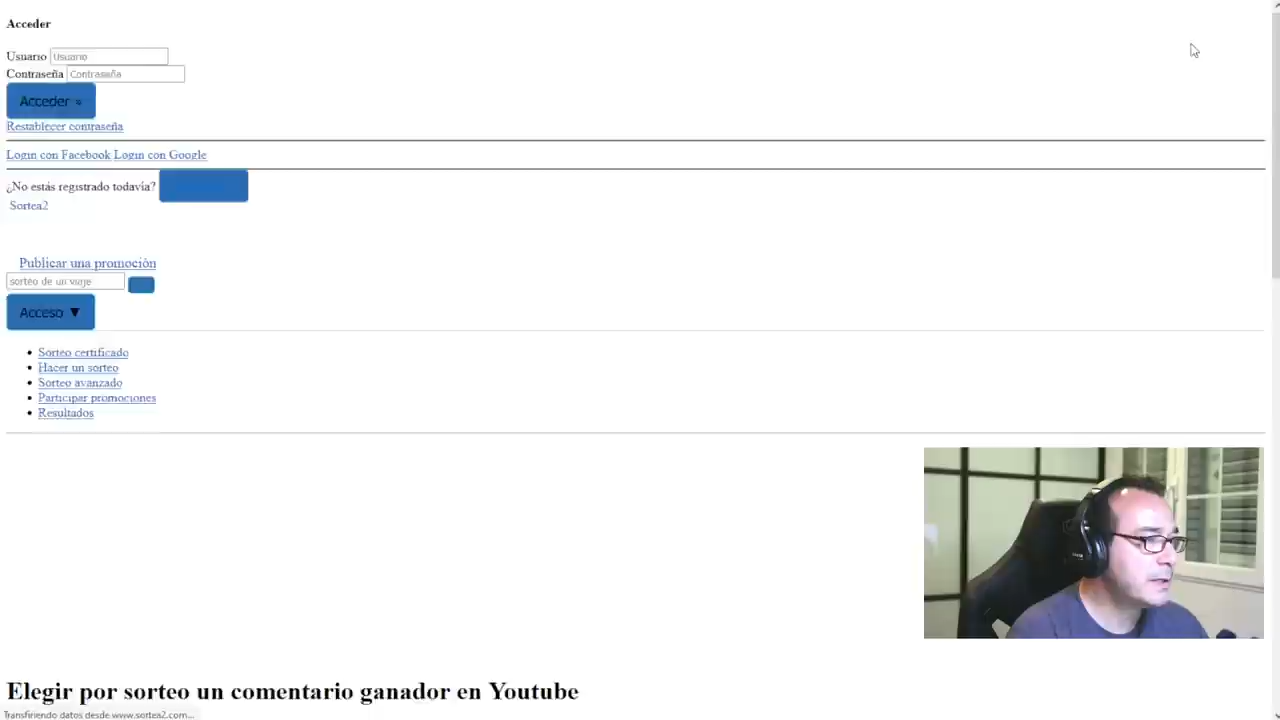 Acceder
Usuario Usuario
Contraseña Contraseña
Acceder »
Restablecer contraseña
Login con Facebook Login con Google
¿No estás registrado todavía?
Sortea2
Publicar una promoción
sorteo de un viaje
Acceso ▼
Sorteo certificado
Hacer un sorteo
Sorteo avanzado
Participar promociones
Resultados
Elegir por sorteo un comentario ganador en Youtube
Transfiriendo datos desde www.sortea2.com...